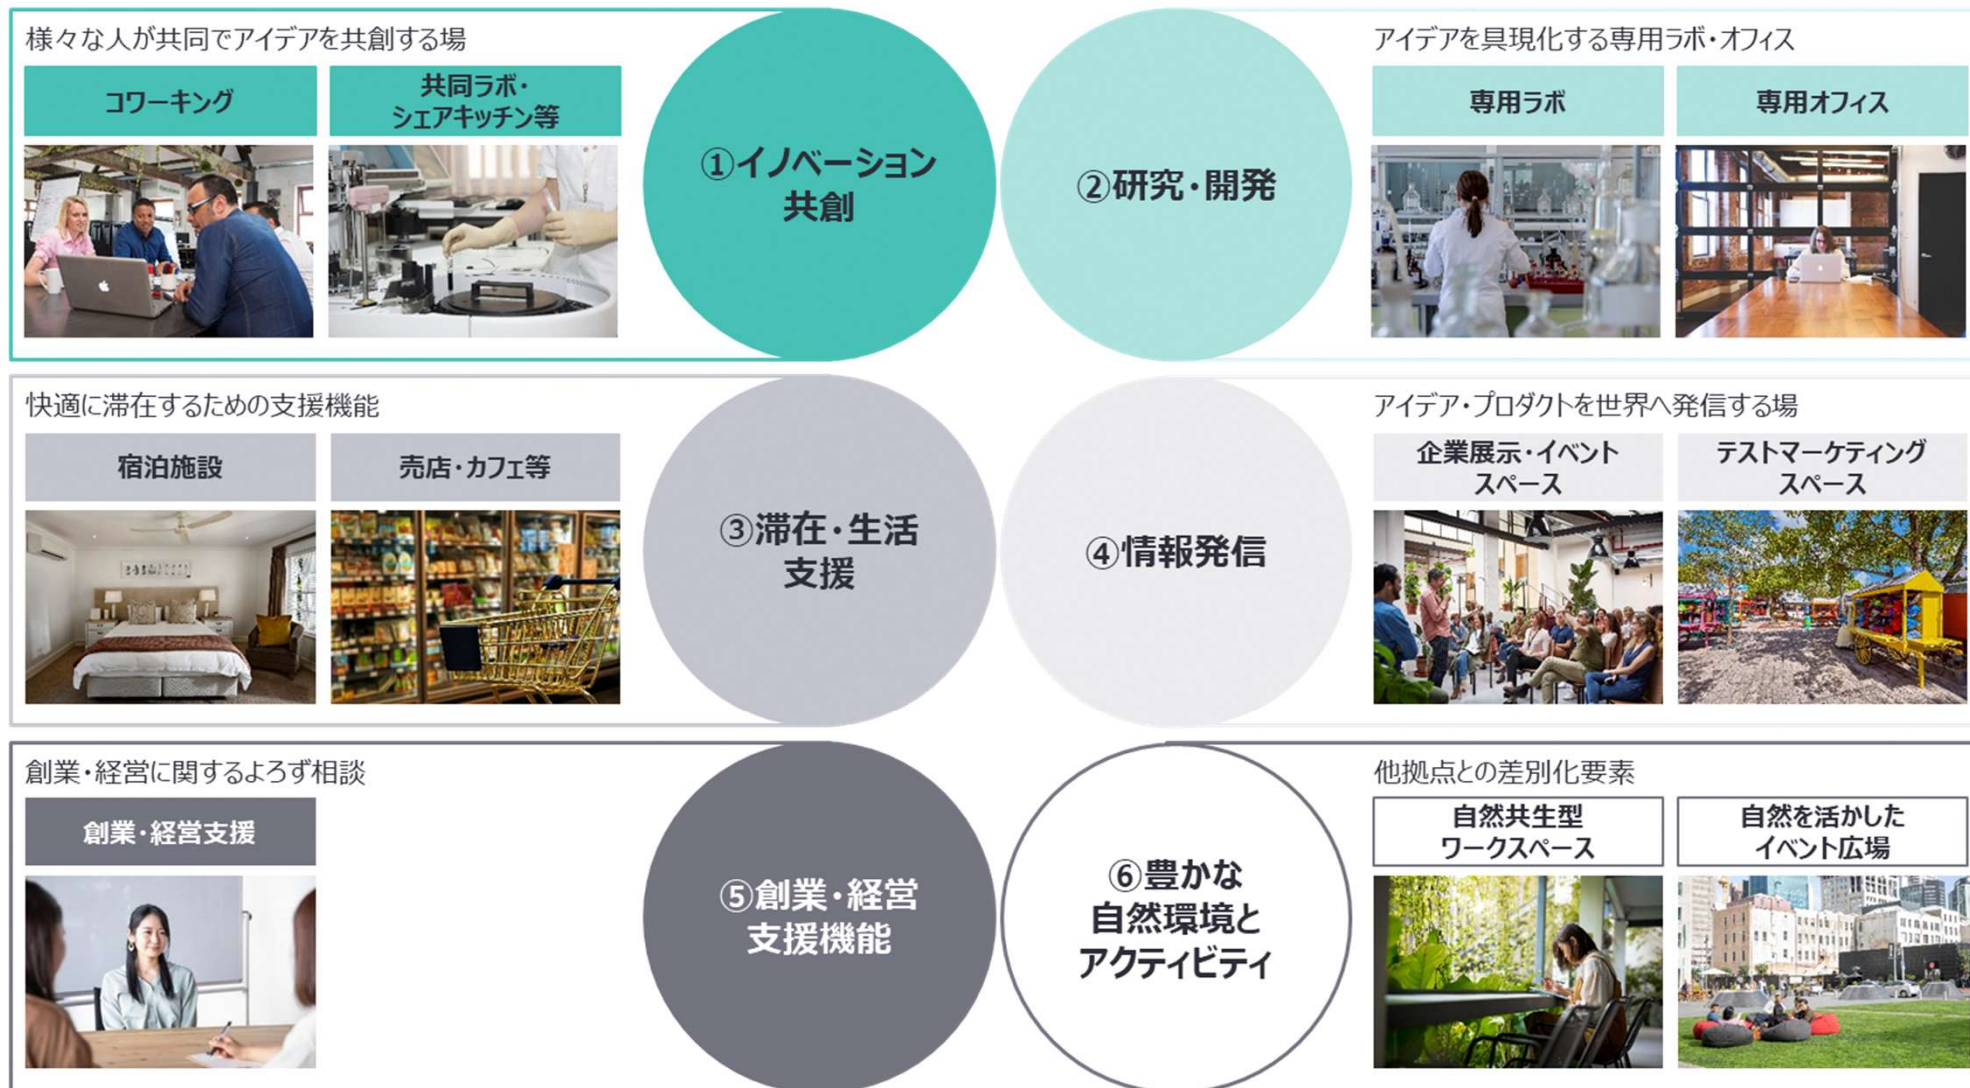 様々な人が共同でアイデアを共創する場
コワーキング
共同ラボ・
シェアキッチン等
①イノベーション
共創
②研究・開発
アイデアを具現化する専用ラボ・オフィス
専用ラボ
専用オフィス
快適に滞在するための支援機能
宿泊施設
売店・カフェ等
③滞在・生活
支援
④情報発信
アイデア・プロダクトを世界へ発信する場
企業展示・イベント
スペース
テストマーケティング
スペース
創業・経営に関するよろず相談
創業・経営支援
⑤創業・経営
支援機能
⑥豊かな
自然環境と
アクティビティ
他拠点との差別化要素
自然共生型
ワークスペース
自然を活かした
イベント広場